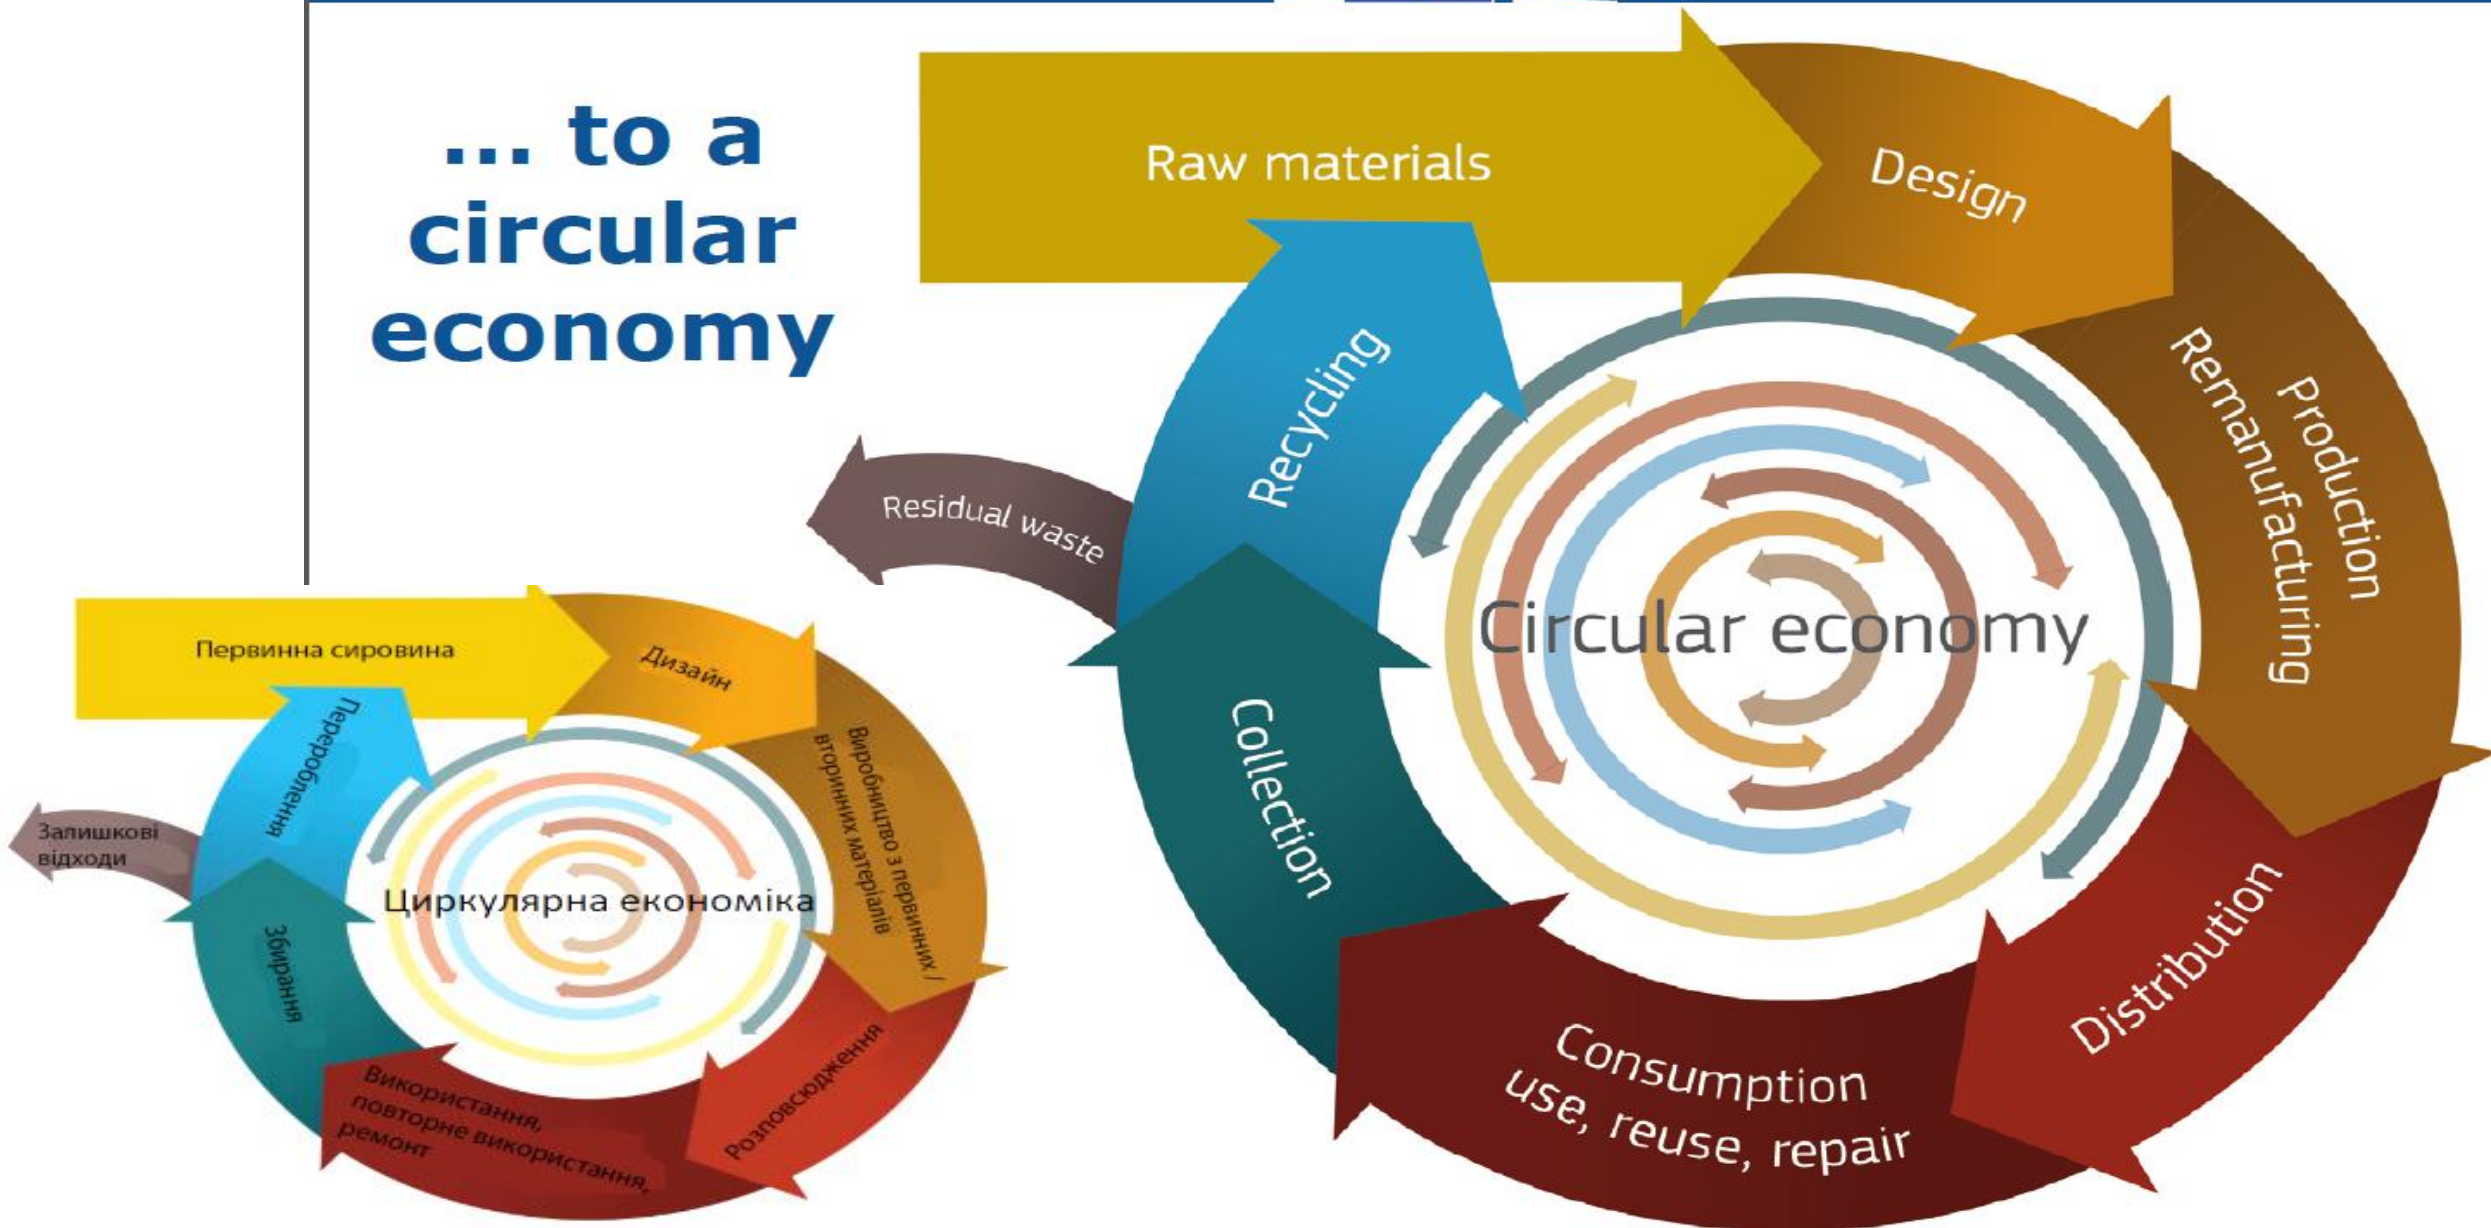 ... to a
circular
economy
Raw materials
Design
Production
Remanufacturing
Distribution
Consumption
use, reuse, repair
Collection
Recycling
Residual waste
Circular economy
Первинна сировина
Дизайн
Виробництво з первинних /
вторинних матеріалів
Розповсюдження
Використання,
повторне використання,
ремонт
Збирання
Перероблення
Залишкові
відходи
Циркулярна економіка